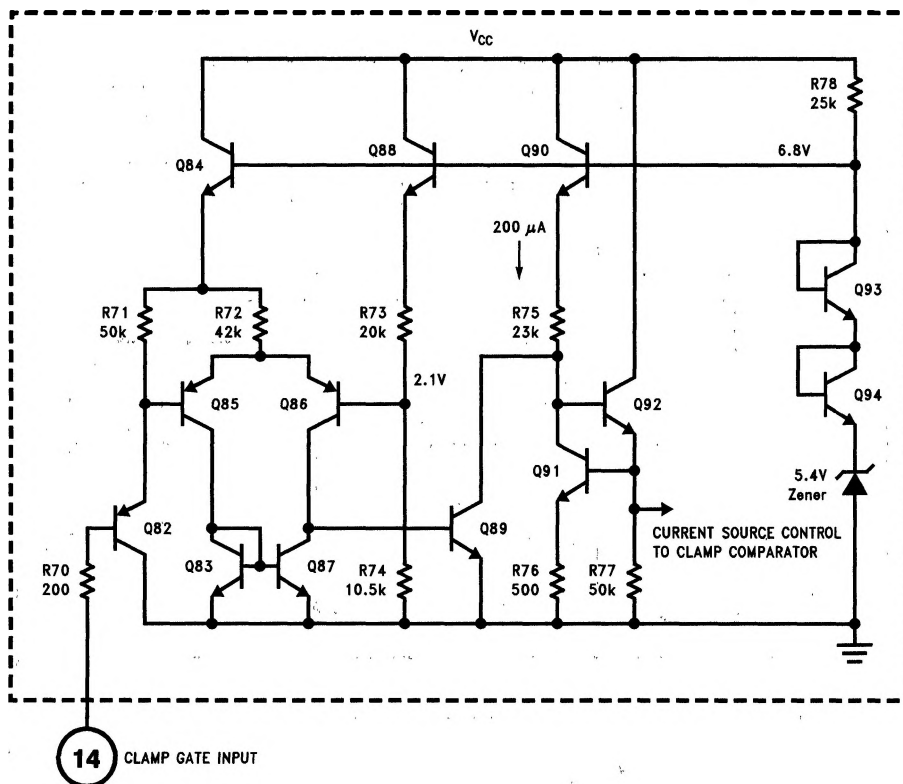 VCC
R78
25k
Q84
Q88
Q90
6.8V
200 μA
Q93
R71
50k
R72
42k
R73
20k
R75
23k
2.1V
Q94
Q85
Q86
Q92
Q91
5.4V
Zener
Q82
Q89
CURRENT SOURCE CONTROL
TO CLAMP COMPARATOR
R70
200
Q83
Q87
R74
10.5k
R76
500
R77
50k
14 CLAMP GATE INPUT